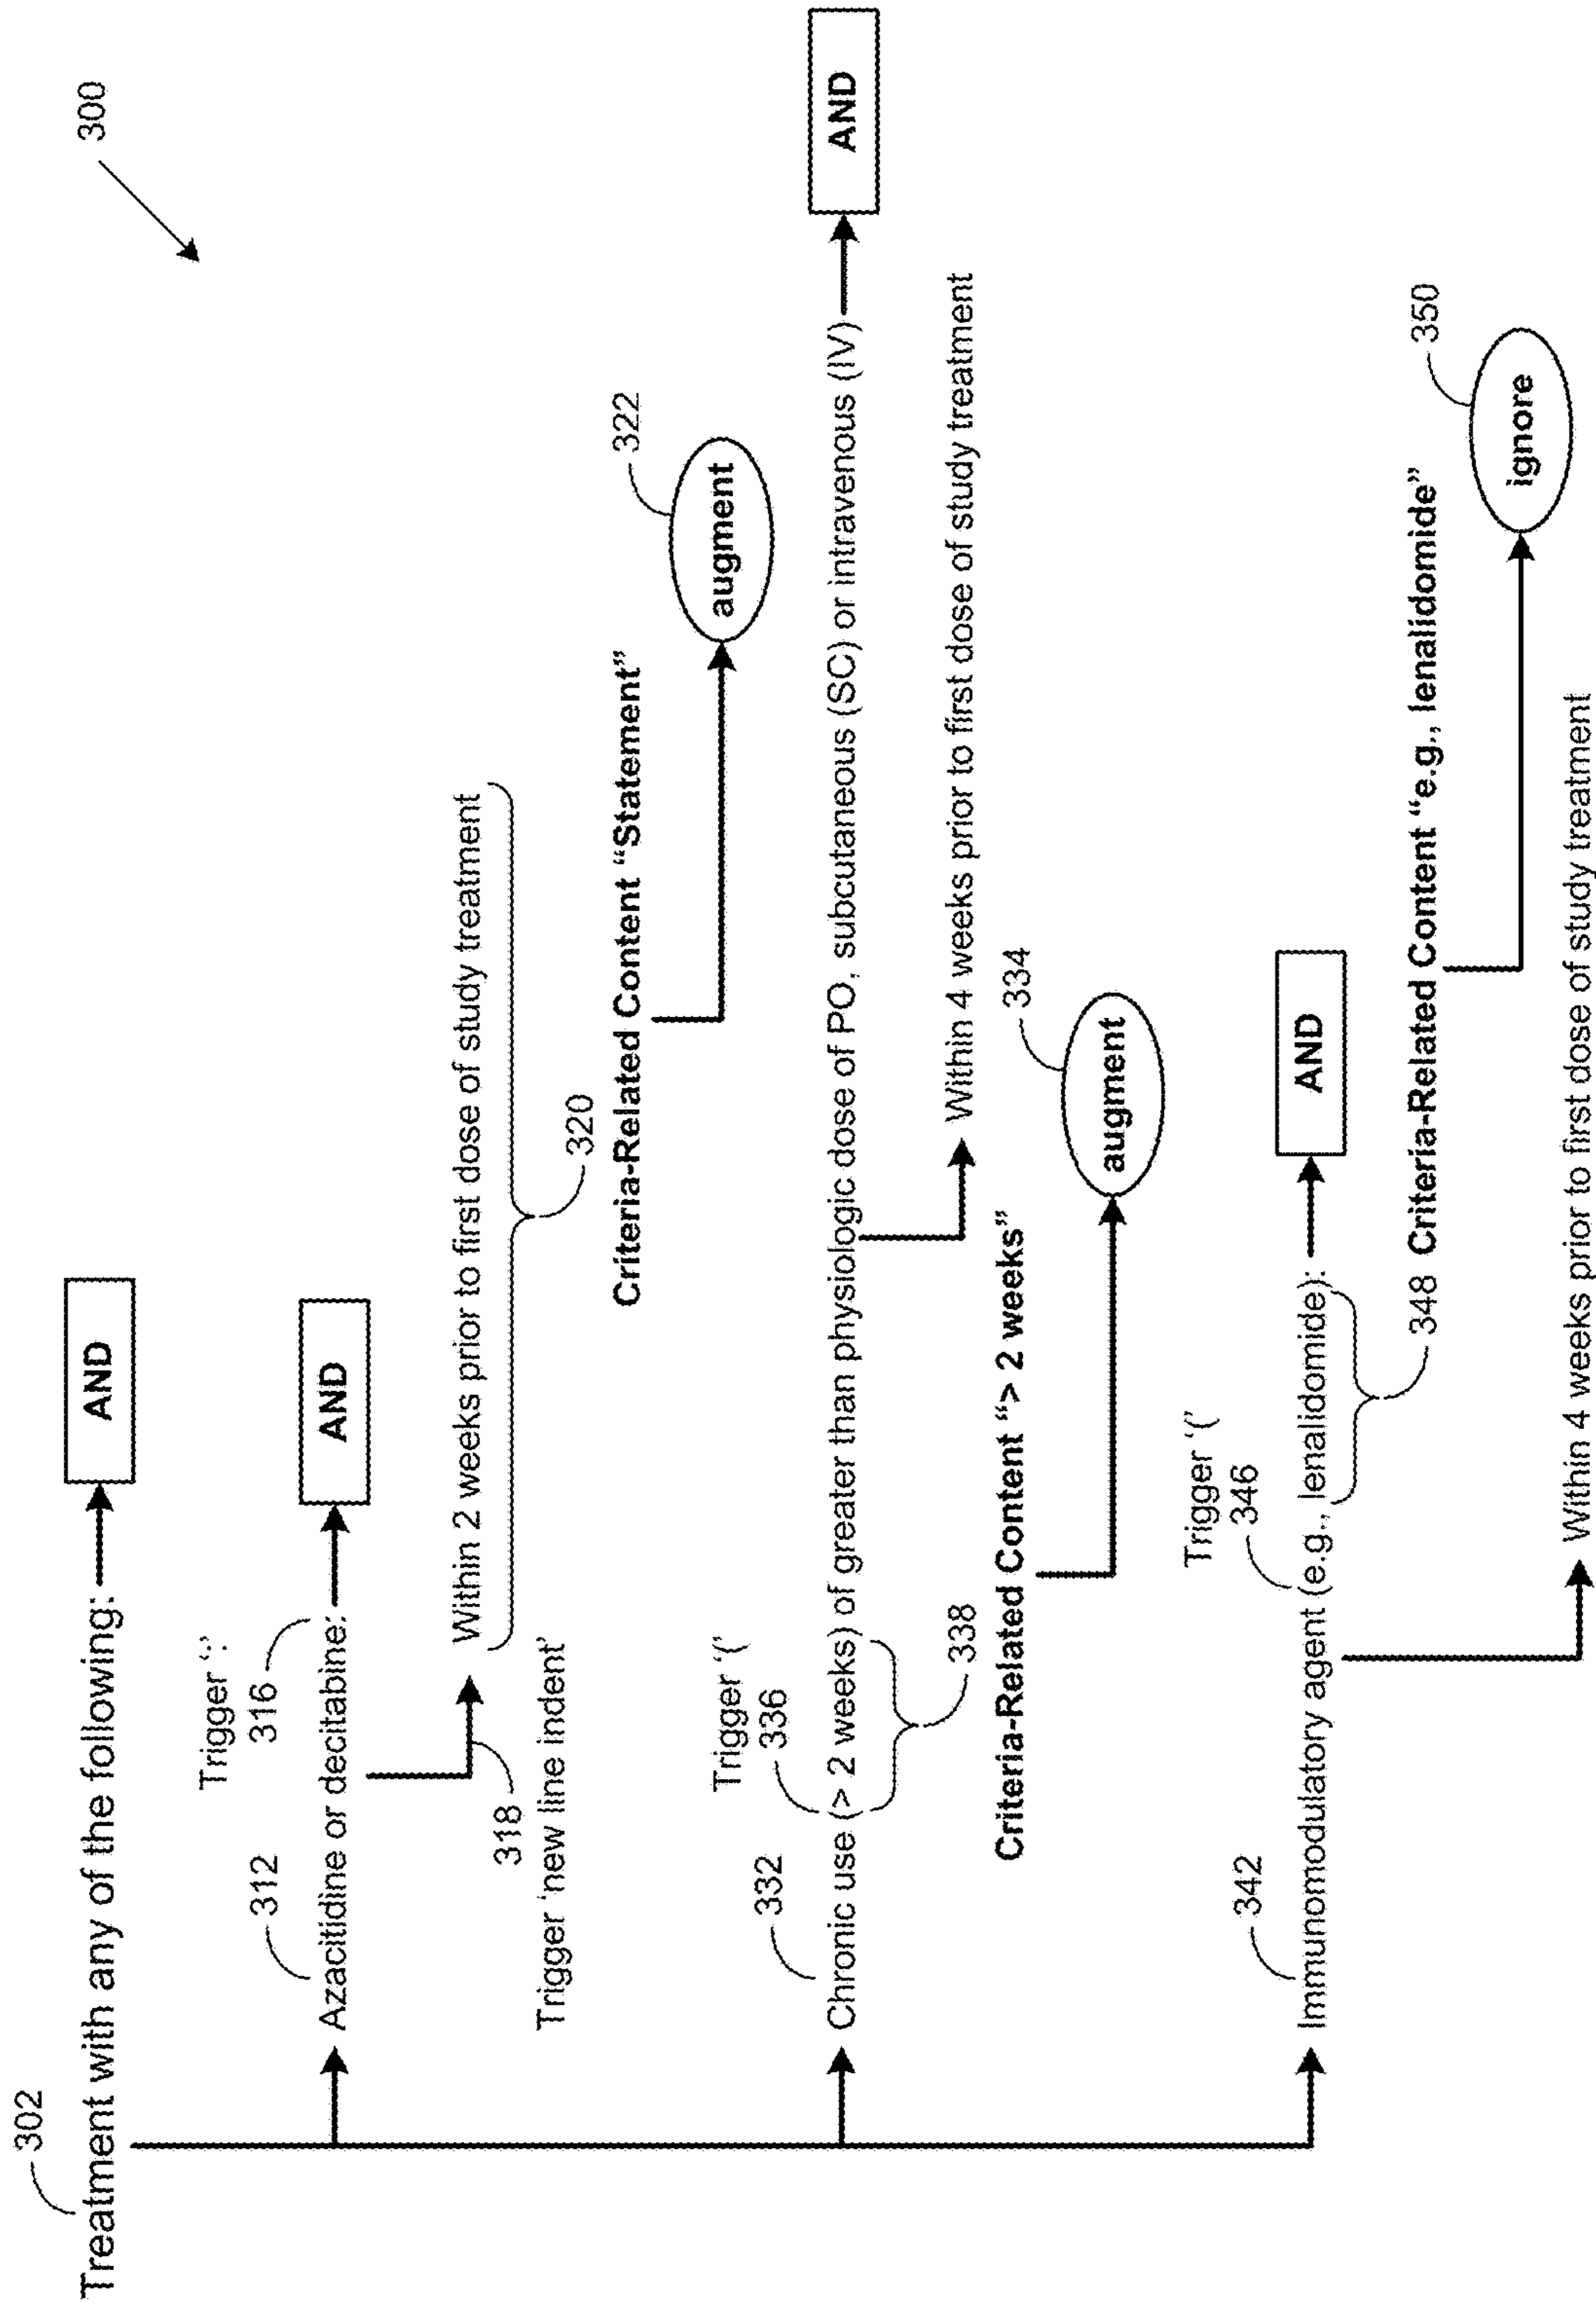 300
302
Treatment with any of the following:
AND
Trigger ‘:’
312
316
Azacitidine or decitabine:
AND
318
Within 2 weeks prior to first dose of study treatment
Trigger ‘new line indent’
320
Criteria-Related Content “Statement”
322
augment
Trigger ‘(’
332
336
Chronic use (> 2 weeks) of greater than physiologic dose of PO, subcutaneous (SC) or intravenous (IV)
AND
338
Within 4 weeks prior to first dose of study treatment
Criteria-Related Content “> 2 weeks”
334
augment
Trigger ‘(’
342
346
Immunomodulatory agent (e.g., lenalidomide):
AND
348 Criteria-Related Content “e.g., lenalidomide”
350
ignore
Within 4 weeks prior to first dose of study treatment